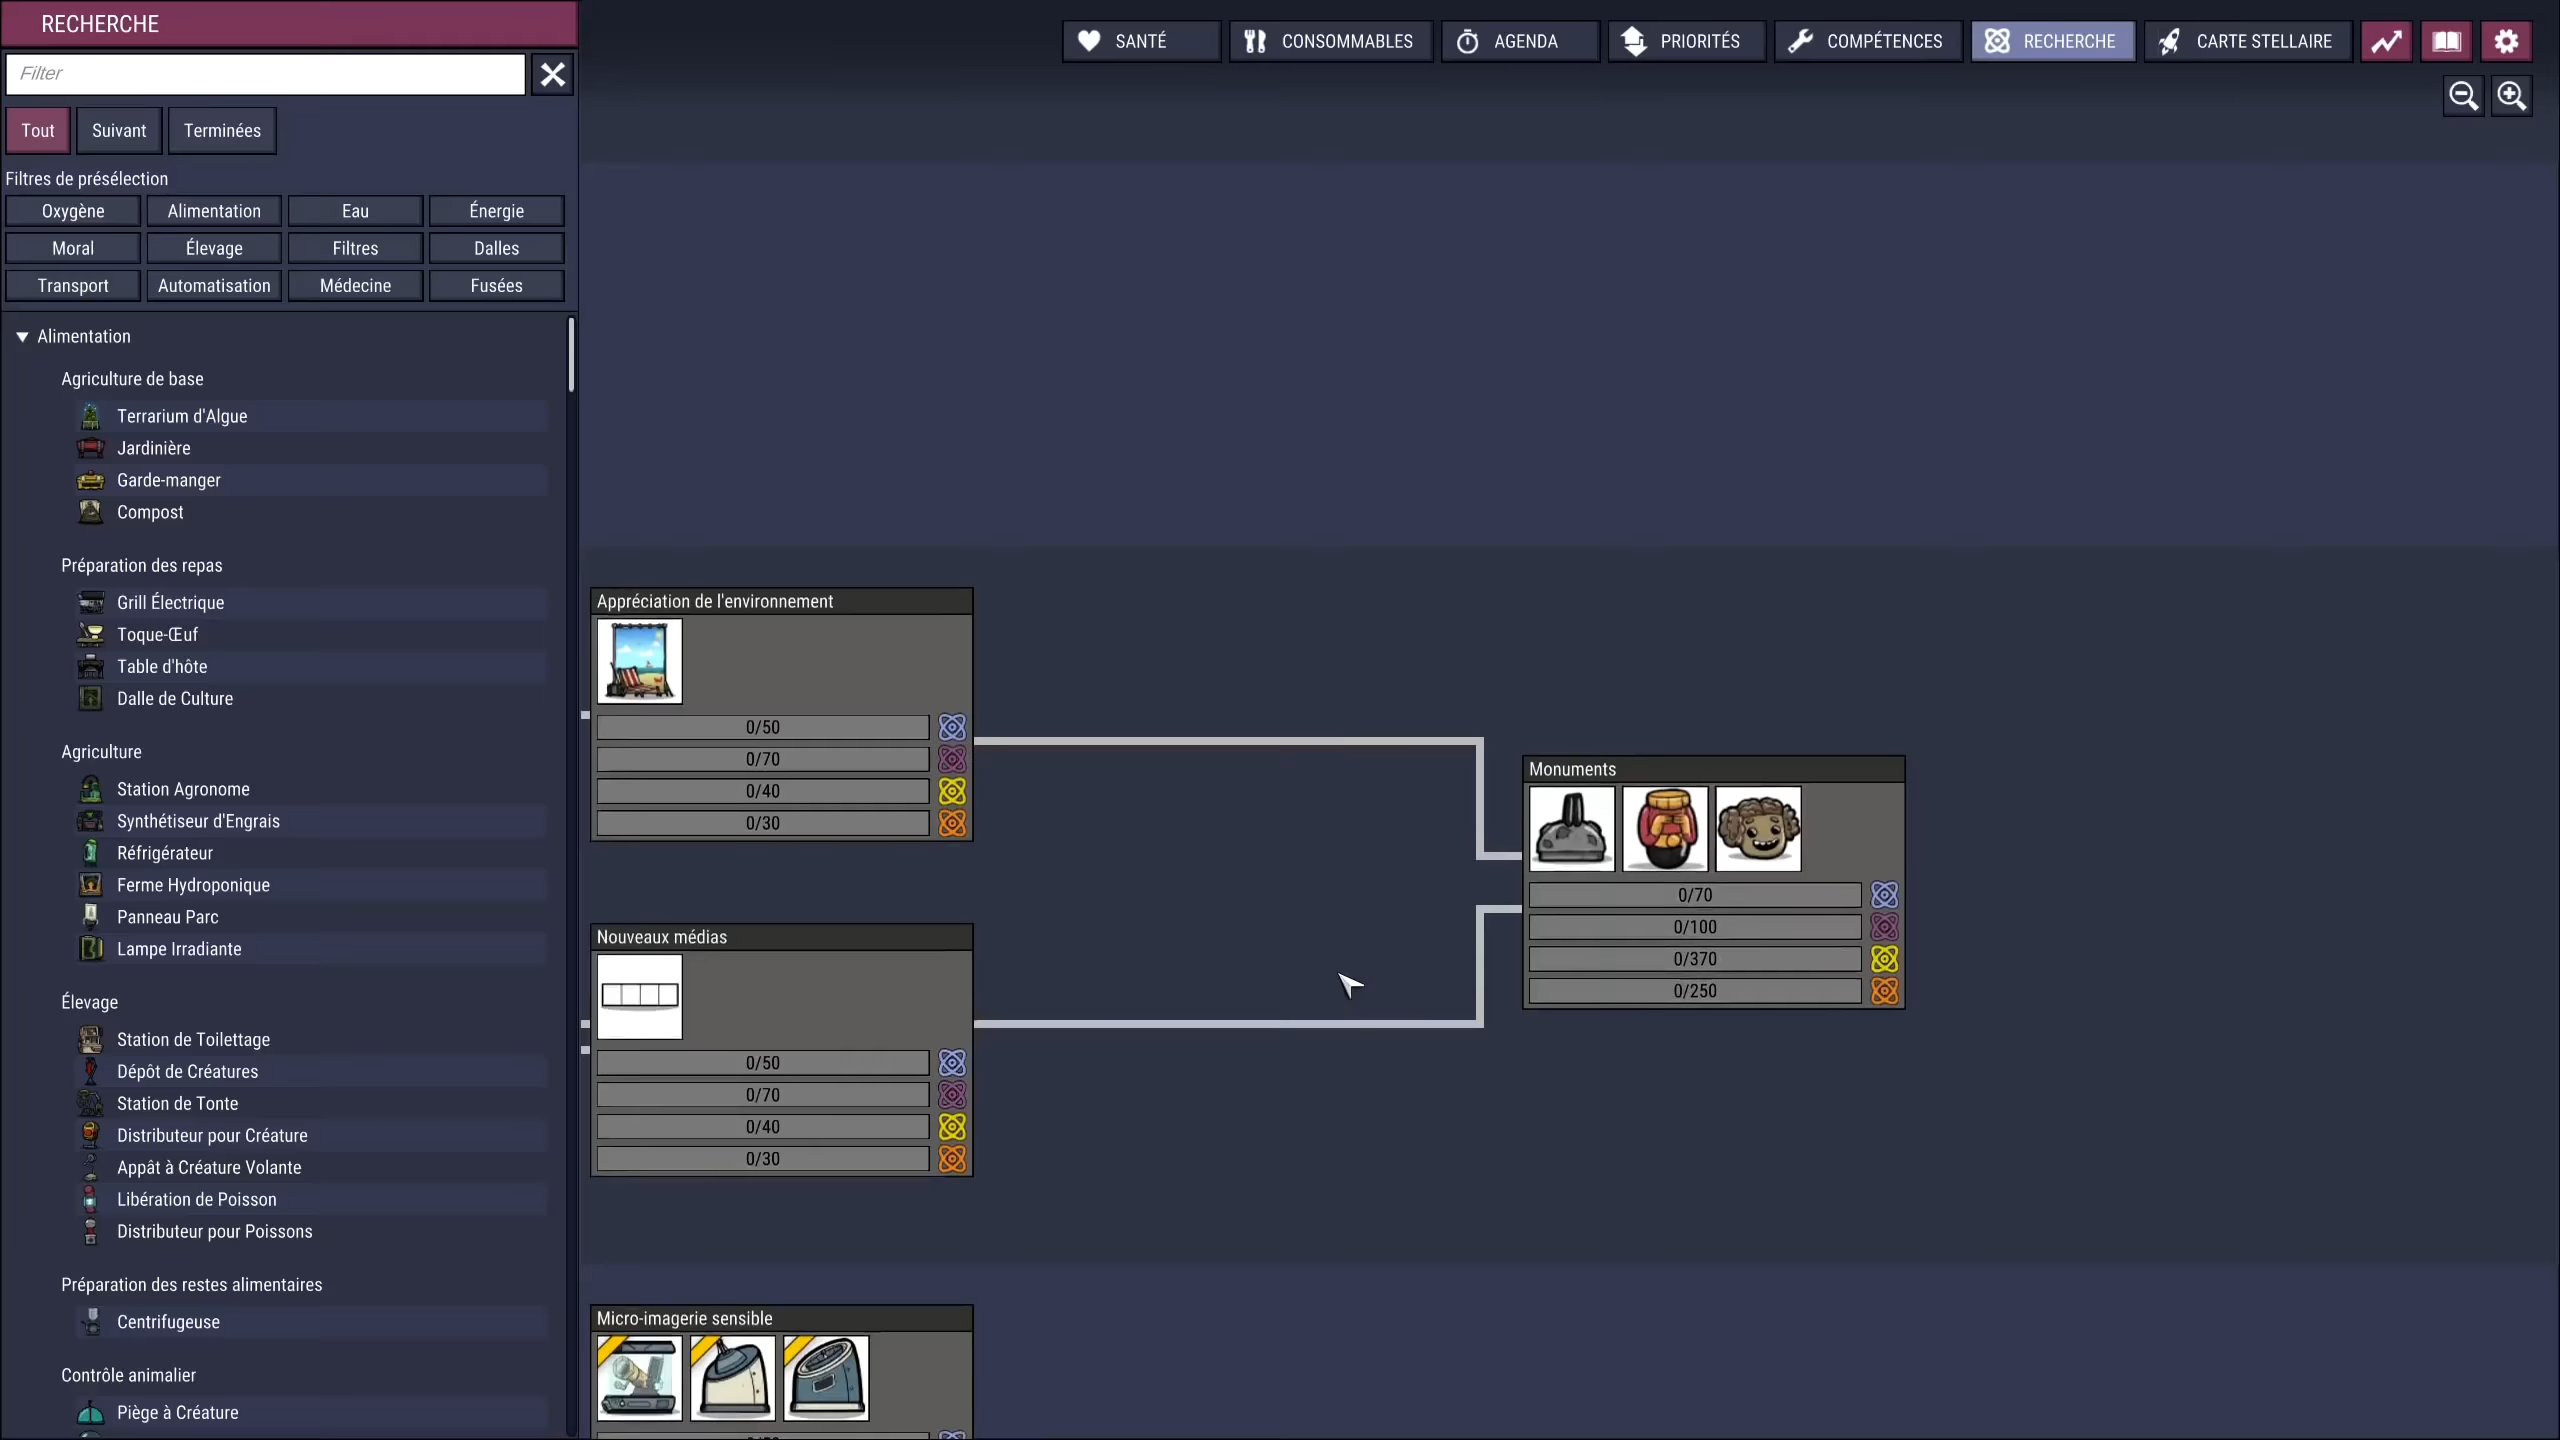 RECHERCHE
SANTÉ
CONSOMMABLES
AGENDA
PRIORITÉS
COMPÉTENCES
RECHERCHE
CARTE STELLAIRE
Filter
Tout
Suivant
Terminées
Filtres de présélection
Oxygène
Alimentation
Eau
Énergie
Moral
Élevage
Filtres
Dalles
Transport
Automatisation
Médecine
Fusées
Alimentation
Agriculture de base
Terrarium d'Algue
Jardinière
Garde-manger
Compost
Préparation des repas
Grill Électrique
Toque-Œuf
Table d'hôte
Dalle de Culture
Agriculture
Station Agronome
Synthétiseur d'Engrais
Réfrigérateur
Ferme Hydroponique
Panneau Parc
Lampe Irradiante
Élevage
Station de Toilettage
Dépôt de Créatures
Station de Tonte
Distributeur pour Créature
Appât à Créature Volante
Libération de Poisson
Distributeur pour Poissons
Préparation des restes alimentaires
Centrifugeuse
Contrôle animalier
Piège à Créature
Appréciation de l'environnement
0/50
0/70
0/40
0/30
Nouveaux médias
0/50
0/70
0/40
0/30
Monuments
0/70
0/100
0/370
0/250
Micro-imagerie sensible